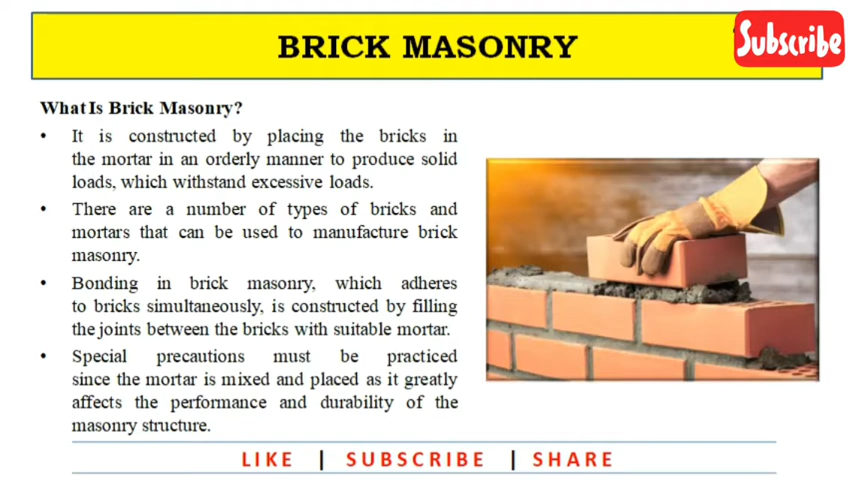 BRICK MASONRY
Subscribe
What Is Brick Masonry?
• It is constructed by placing the bricks in
the mortar in an orderly manner to produce solid
loads, which withstand excessive loads.
• There are a number of types of bricks and
mortars that can be used to manufacture brick
masonry.
• Bonding in brick masonry, which adheres
to bricks simultaneously, is constructed by filling
the joints between the bricks with suitable mortar.
• Special precautions must be practiced
since the mortar is mixed and placed as it greatly
affects the performance and durability of the
masonry structure.
LIKE | SUBSCRIBE | SHARE